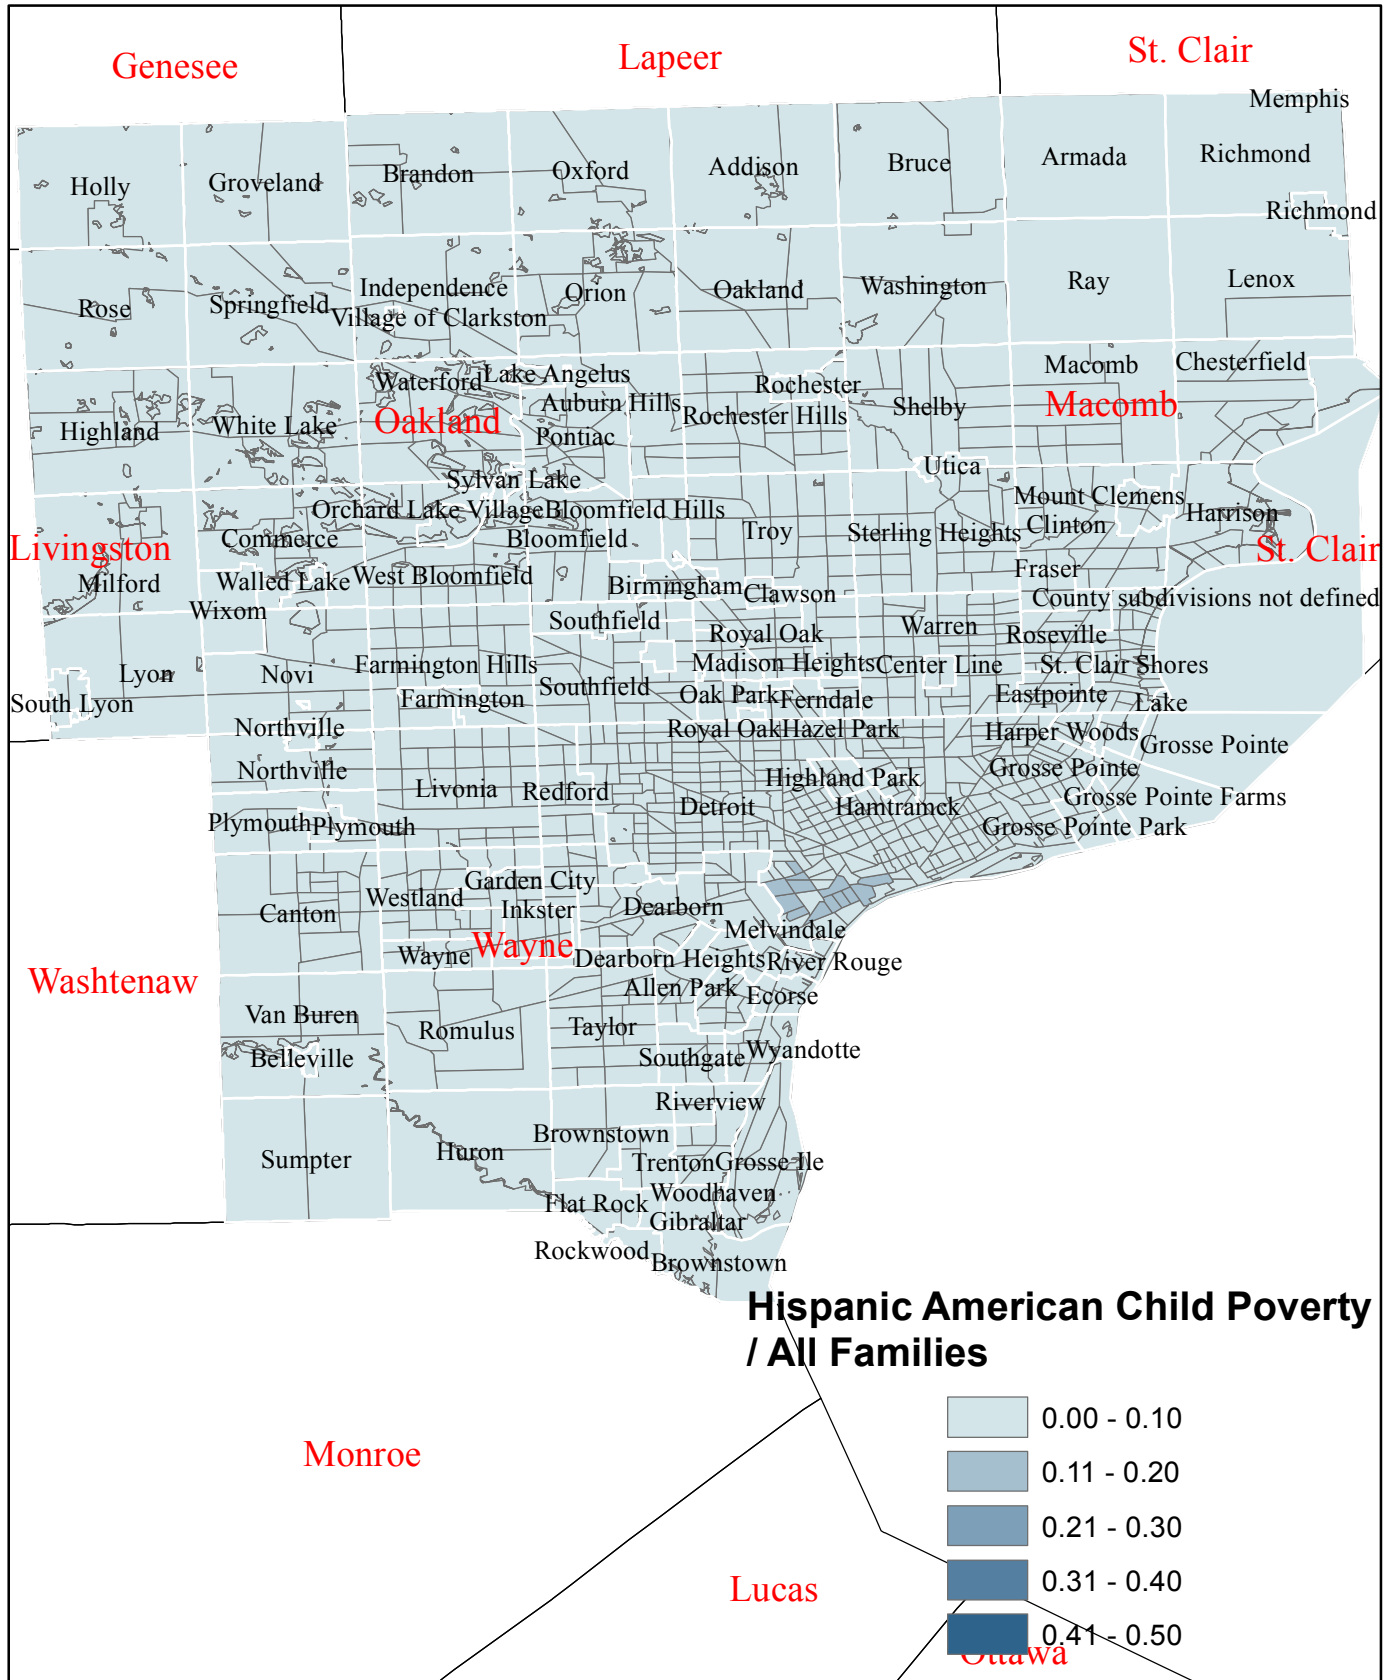 Genesee
Lapeer
St. Clair
Memphis
Holly
Groveland
Brandon
Oxford
Addison
Bruce
Armada
Richmond
Richmond
Rose
Springfield
Independence
Village of Clarkston
Orion
Oakland
Washington
Ray
Lenox
Highland
White Lake
Waterford
Lake Angelus
Oakland
Auburn Hills
Pontiac
Rochester
Rochester Hills
Shelby
Macomb
Chesterfield
Macomb
Utica
Sylvan Lake
Orchard Lake Village
Bloomfield Hills
Bloomfield
Troy
Sterling Heights
Mount Clemens
Clinton
Harrison
Livingston
Milford
Commerce
Walled Lake
West Bloomfield
Wixom
Birmingham
Clawson
Fraser
St. Clair
County subdivisions not defined
Southfield
Royal Oak
Warren
Roseville
Lyon
South Lyon
Novi
Farmington Hills
Farmington
Southfield
Madison Heights
Center Line
St. Clair Shores
Oak Park
Ferndale
Eastpointe
Lake
Northville
Royal Oak
Hazel Park
Harper Woods
Grosse Pointe
Northville
Livonia
Redford
Detroit
Highland Park
Hamtramck
Grosse Pointe
Grosse Pointe Farms
Grosse Pointe Park
Plymouth
Plymouth
Canton
Westland
Garden City
Inkster
Dearborn
Melvindale
Wayne
Wayne
Dearborn Heights
River Rouge
Allen Park
Ecorse
Washtenaw
Van Buren
Romulus
Taylor
Belleville
Southgate
Wyandotte
Riverview
Sumpter
Huron
Brownstown
Trenton
Grosse Ile
Woodhaven
Flat Rock
Gibraltar
Rockwood
Brownstown
Hispanic American Child Poverty
/ All Families
0.00 - 0.10
0.11 - 0.20
0.21 - 0.30
0.31 - 0.40
0.41 - 0.50
Monroe
Lucas
Ottawa